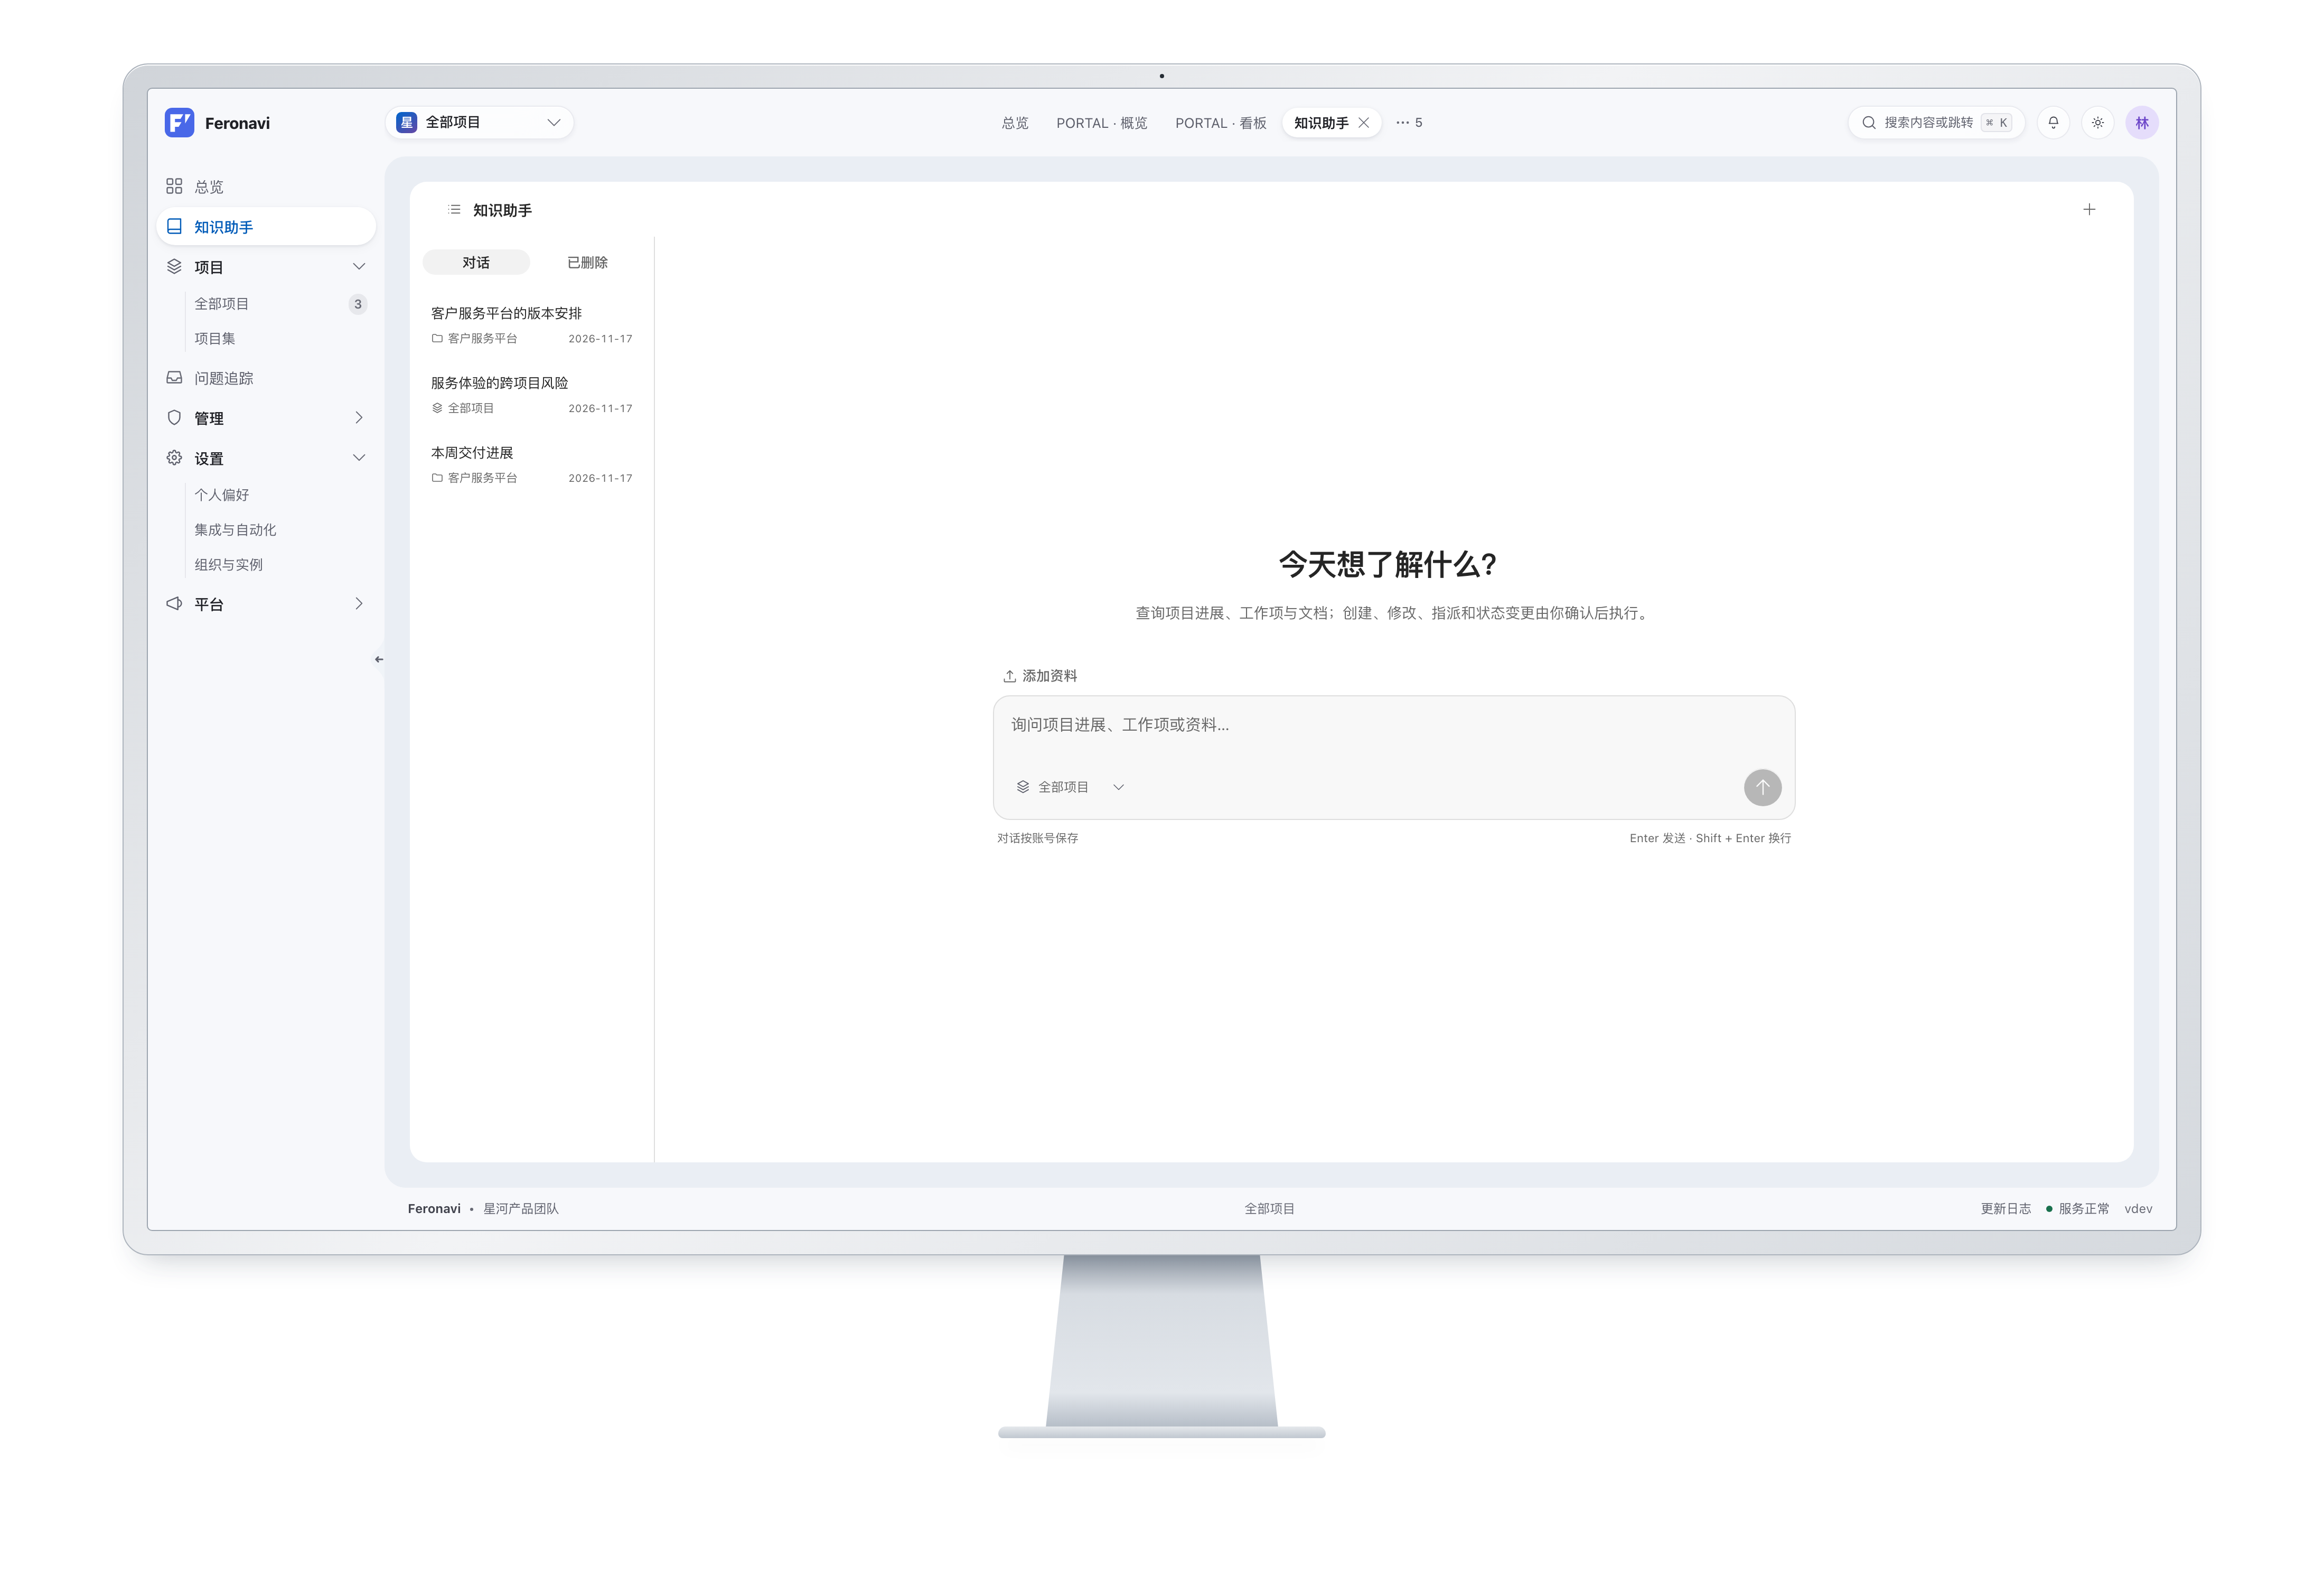 Feronavi
星 全部项目
总览 PORTAL · 概览 PORTAL · 看板 知识助手 ··· 5
搜索内容或跳转 ⌘ K
林
总览
知识助手
项目
全部项目 3
项目集
问题追踪
管理
设置
个人偏好
集成与自动化
组织与实例
平台
知识助手
对话 已删除
客户服务平台的版本安排
客户服务平台 2026-11-17
服务体验的跨项目风险
全部项目 2026-11-17
本周交付进展
客户服务平台 2026-11-17
今天想了解什么?
查询项目进展、工作项与文档；创建、修改、指派和状态变更由你确认后执行。
添加资料
询问项目进展、工作项或资料...
全部项目
对话按账号保存 Enter 发送 · Shift + Enter 换行
Feronavi • 星河产品团队
全部项目
更新日志 服务正常 vdev